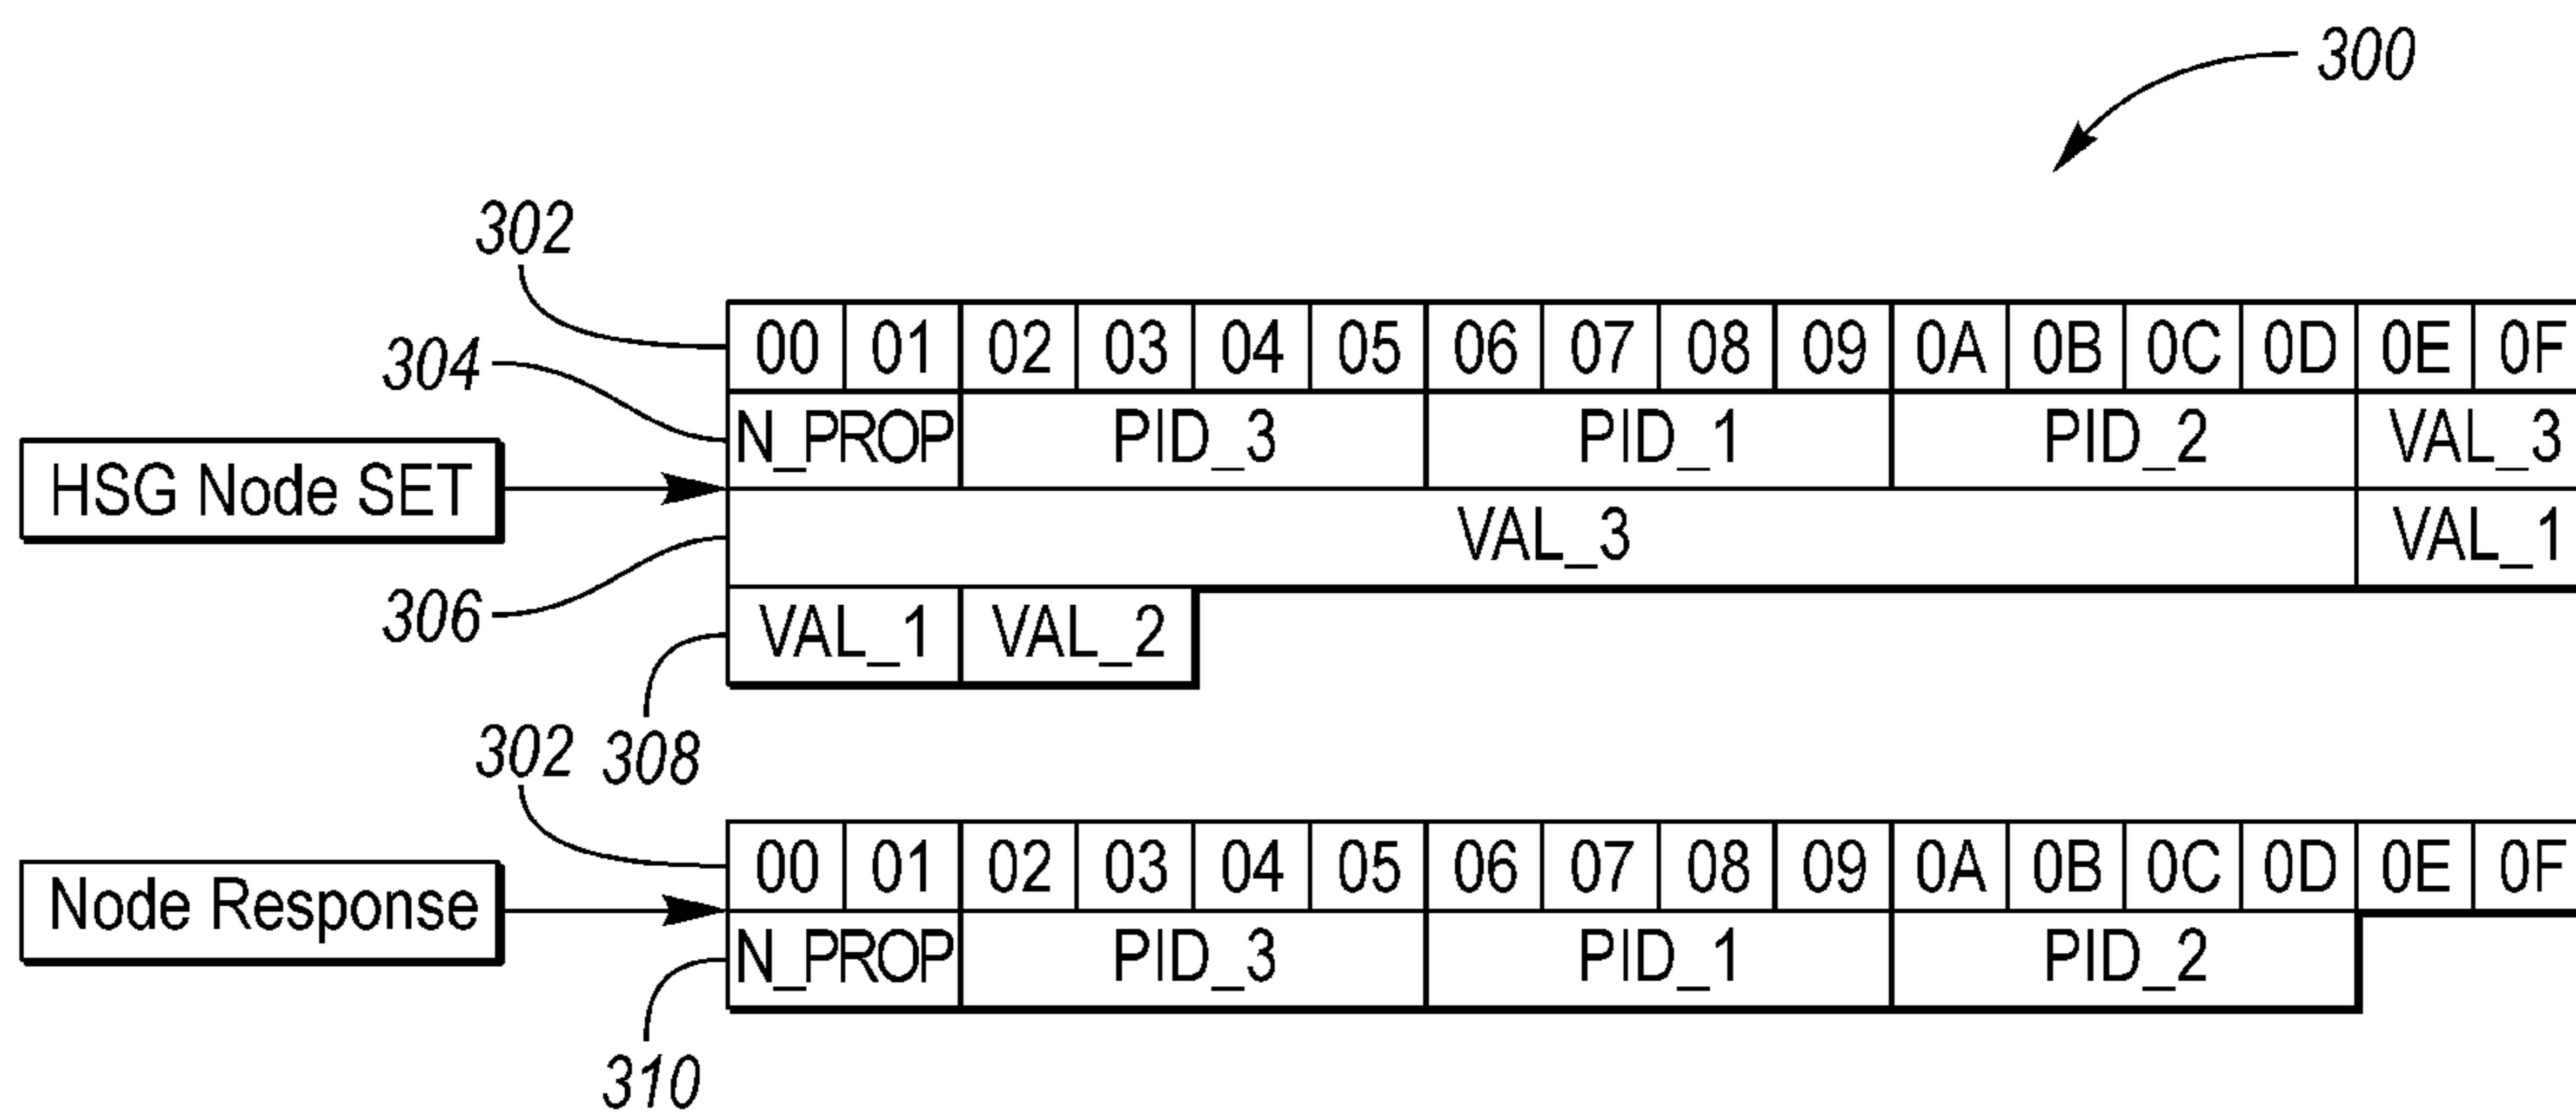 300
302
00 01 02 03 04 05 06 07 08 09 0A 0B 0C 0D 0E 0F
304
N_PROP PID_3 PID_1 PID_2 VAL_3
HSG Node SET
VAL_3 VAL_1
306
VAL_1 VAL_2
308
302
00 01 02 03 04 05 06 07 08 09 0A 0B 0C 0D 0E 0F
Node Response
N_PROP PID_3 PID_1 PID_2
310